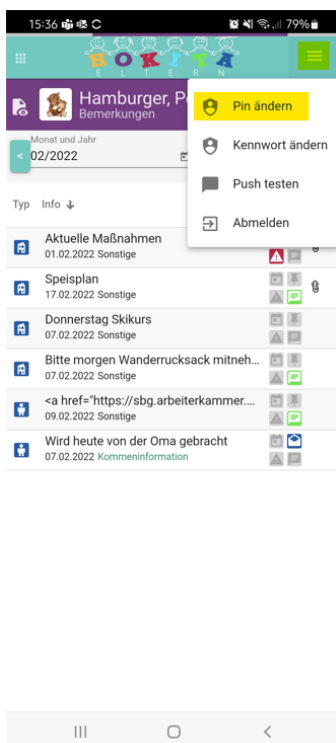 15:36
79%
HOKITA
ELTERN
Hamburger, P
Bemerkungen
Pin ändern
Kennwort ändern
Push testen
Abmelden
Monat und Jahr
< 02/2022
Typ Info ↓
Aktuelle Maßnahmen
01.02.2022 Sonstige
Speisplan
17.02.2022 Sonstige
Donnerstag Skikurs
07.02.2022 Sonstige
Bitte morgen Wanderrucksack mitneh...
07.02.2022 Sonstige
<a href="https://sbg.arbeiterkammer....
09.02.2022 Sonstige
Wird heute von der Oma gebracht
07.02.2022 Kommeninformation